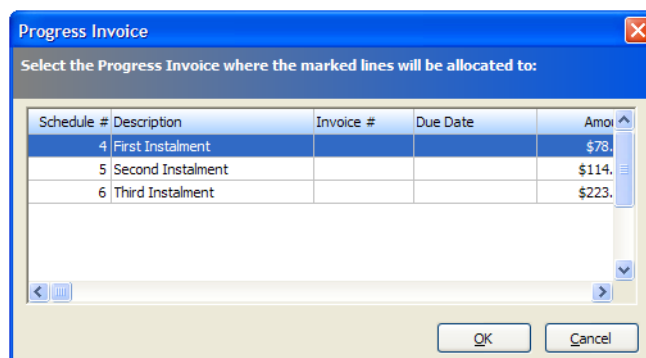 Progress Invoice
Select the Progress Invoice where the marked lines will be allocated to:
Schedule # Description Invoice # Due Date Amou
4 First Instalment $78.
5 Second Instalment $114.
6 Third Instalment $223.
OK Cancel